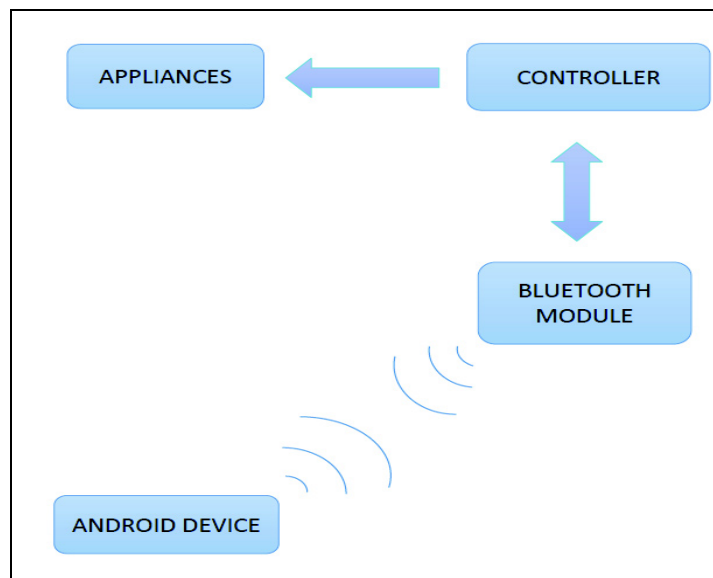 APPLIANCES
CONTROLLER
BLUETOOTH
MODULE
ANDROID DEVICE